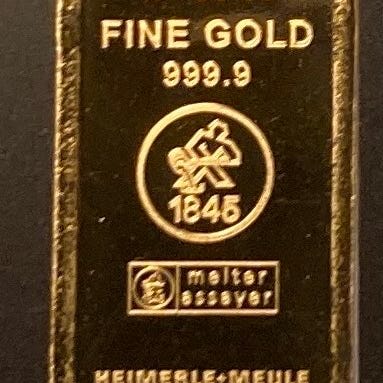 FINE GOLD
999.9
1845
melter
assayer
HEIMERLE+MEULE